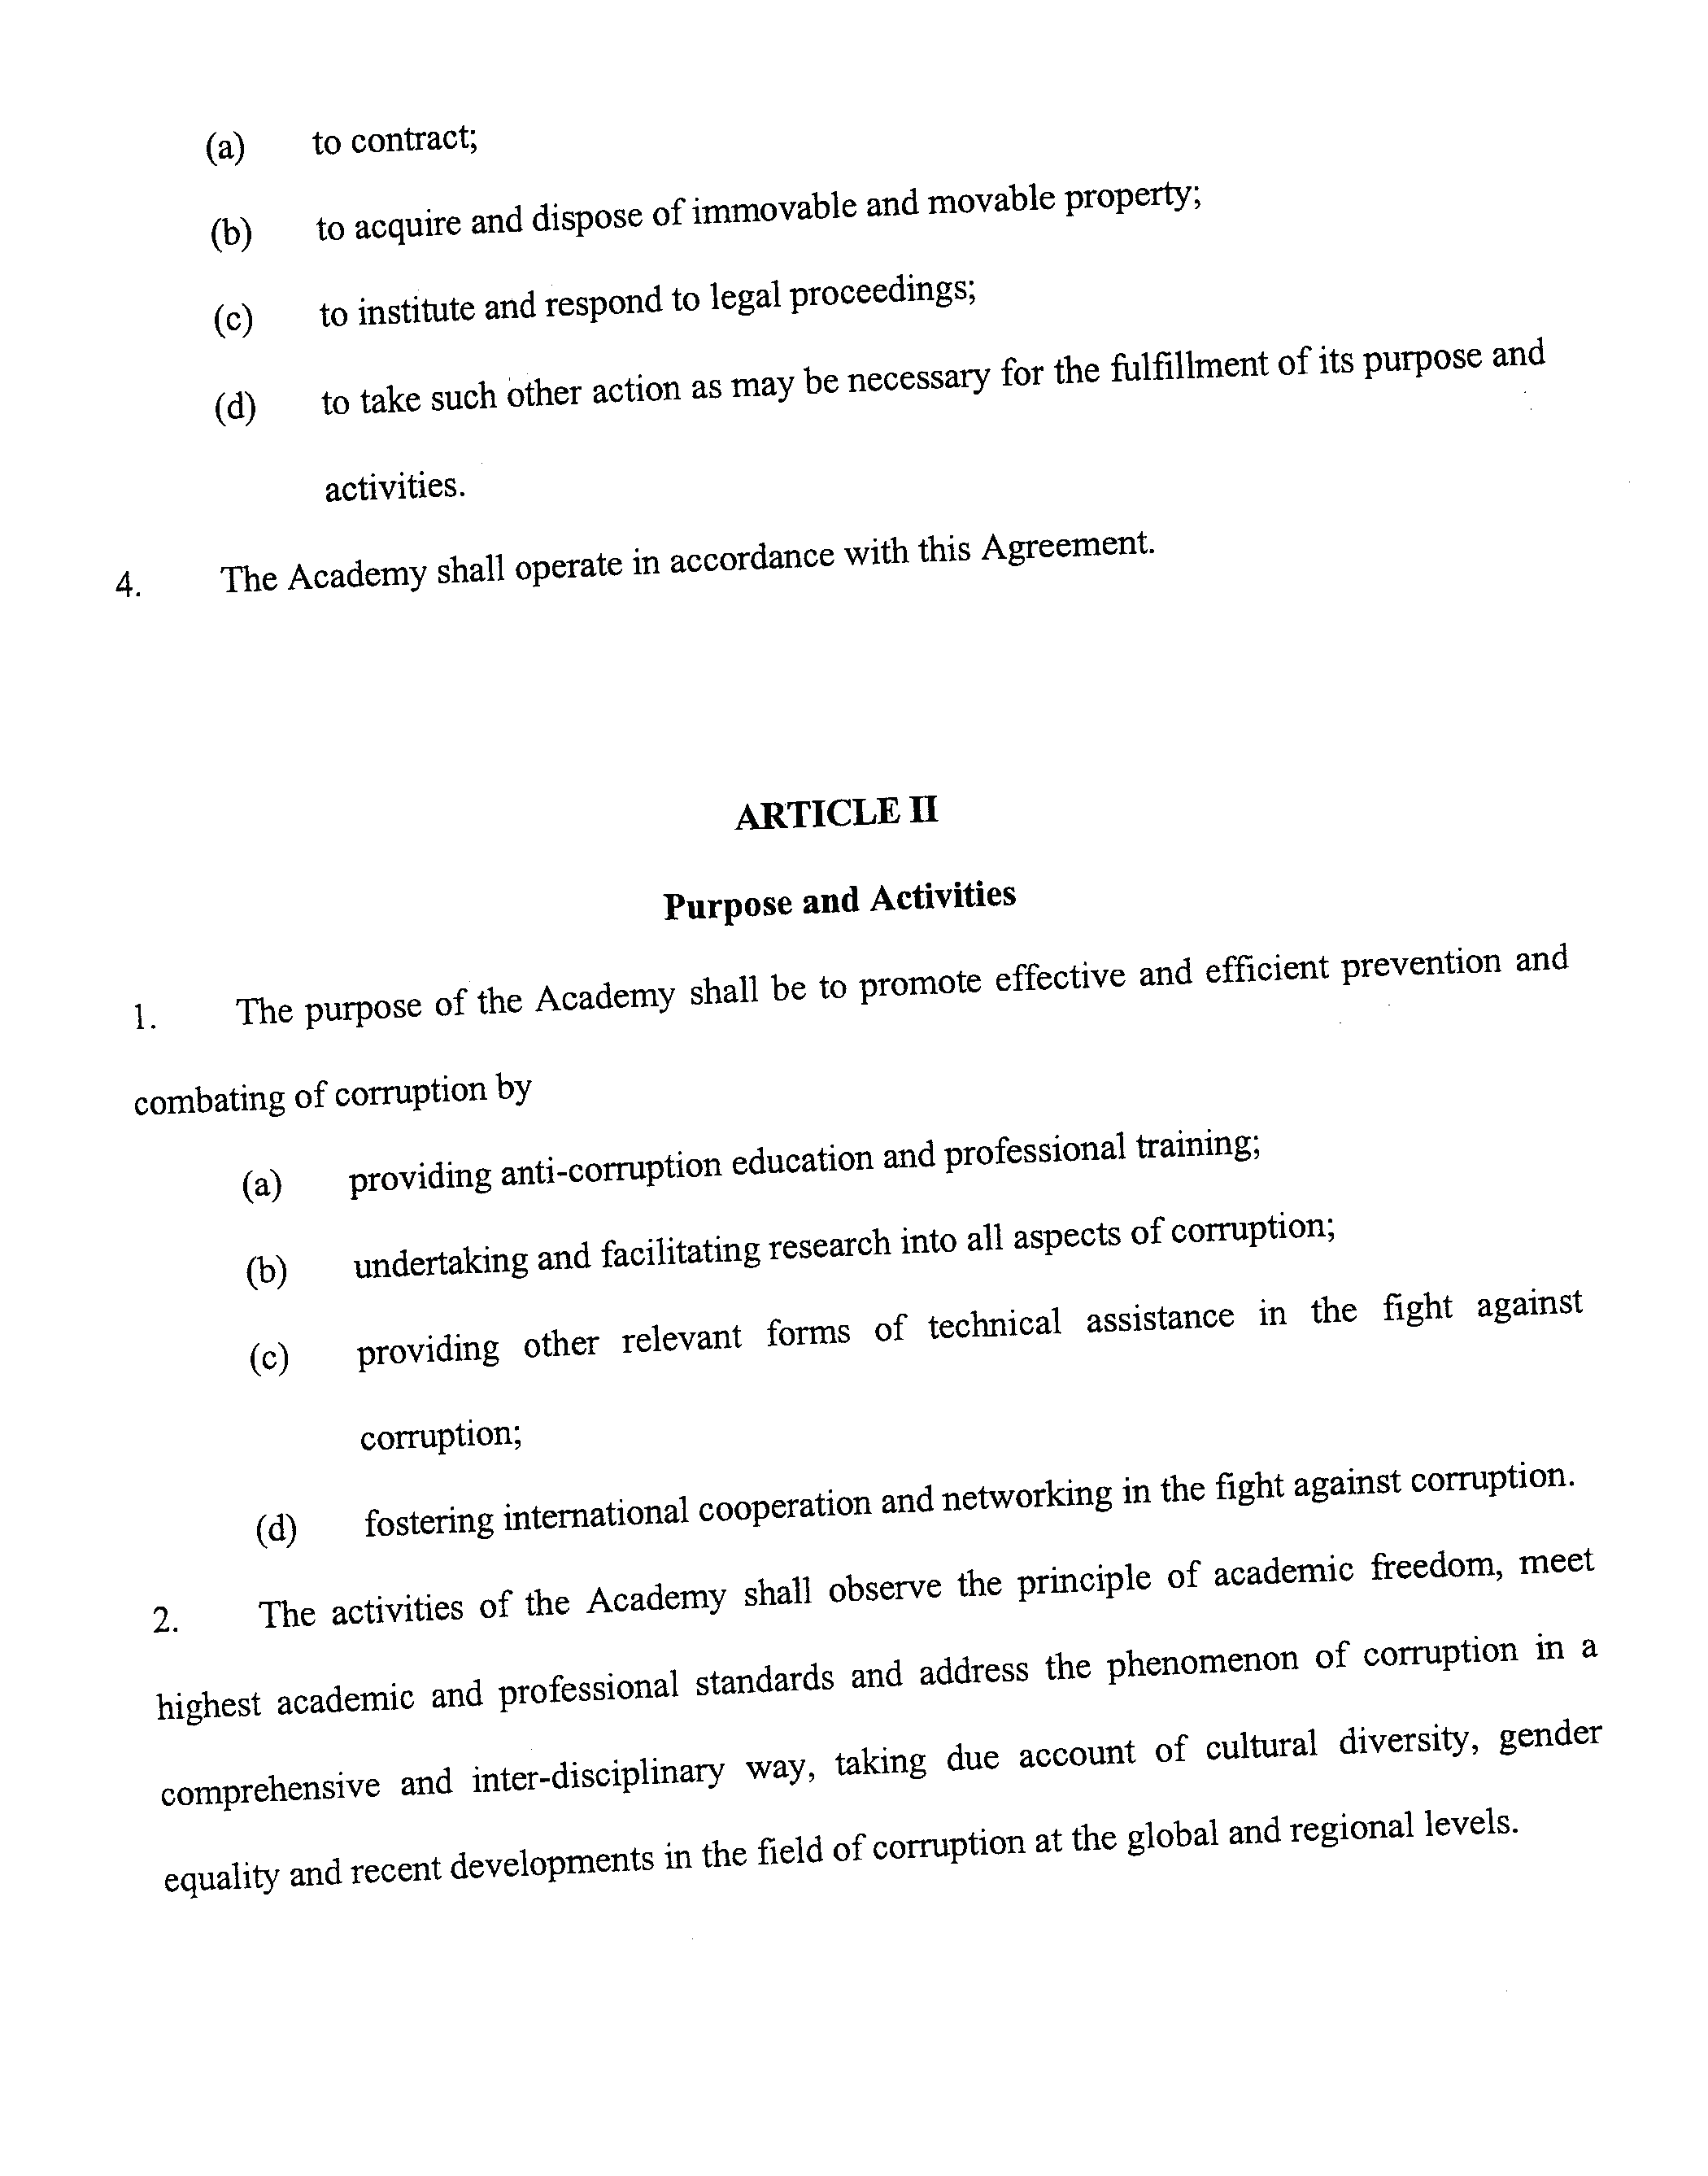 (a) to contract;
(b) to acquire and dispose of immovable and movable property;
(c) to institute and respond to legal proceedings;
(d) to take such other action as may be necessary for the fulfillment of its purpose and
activities.
4. The Academy shall operate in accordance with this Agreement.
ARTICLE II
Purpose and Activities
1. The purpose of the Academy shall be to promote effective and efficient prevention and
combating of corruption by
(a) providing anti-corruption education and professional training;
(b) undertaking and facilitating research into all aspects of corruption;
(c) providing other relevant forms of technical assistance in the fight against
corruption;
(d) fostering international cooperation and networking in the fight against corruption.
2. The activities of the Academy shall observe the principle of academic freedom, meet
highest academic and professional standards and address the phenomenon of corruption in a
comprehensive and inter-disciplinary way, taking due account of cultural diversity, gender
equality and recent developments in the field of corruption at the global and regional levels.